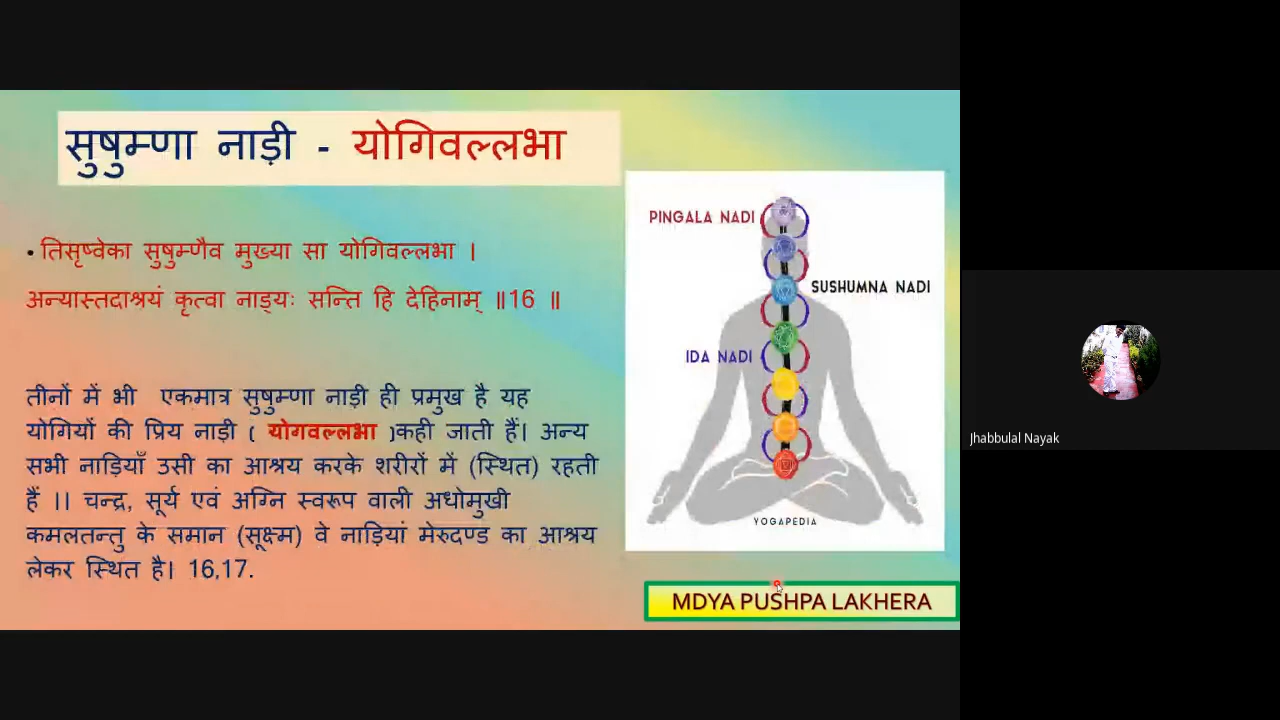 सुषुम्णा नाड़ी - योगिवल्लभा
• तिसृष्वेका सुषुम्णैव मुख्या सा योगिवल्लभा ।
अन्यास्तदाश्रयं कृत्वा नाड्यः सन्ति हि देहिनाम् ॥16 ॥
तीनों में भी एकमात्र सुषुम्णा नाड़ी ही प्रमुख है यह
योगियों की प्रिय नाड़ी ( योगवल्लभा )कही जाती हैं। अन्य
सभी नाड़ियाँ उसी का आश्रय करके शरीरों में (स्थित) रहती
हैं ।। चन्द्र, सूर्य एवं अग्नि स्वरूप वाली अधोमुखी
कमलतन्तु के समान (सूक्ष्म) वे नाड़ियां मेरुदण्ड का आश्रय
लेकर स्थित है। 16,17.
PINGALA NADI
SUSHUMNA NADI
IDA NADI
YOGAPEDIA
MDYA PUSHPA LAKHERA
Jhabbulal Nayak